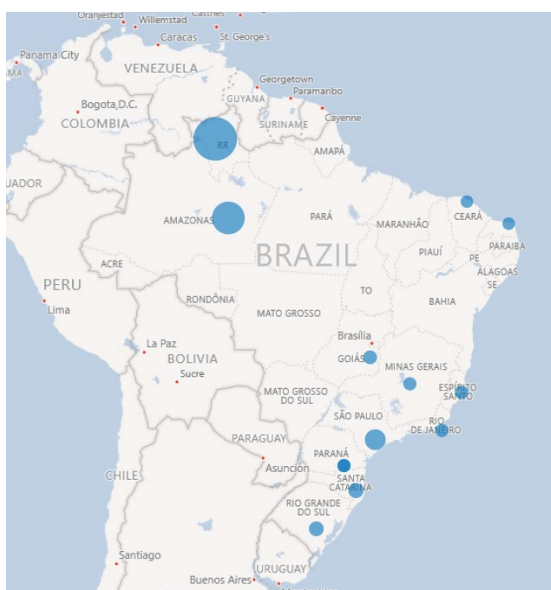 Oranjestad
Willemstad
Castries
Caracas
St. George's
Panama City
VENEZUELA
Georgetown
Paramaribo
GUYANA
Bogota,D.C.
COLOMBIA
SURINAME
Cayenne
RR
AMAPÁ
UADOR
AMAZONAS
PARÁ
CEARÁ
MARANHÃO
PARAIBA
BRAZIL
PIAUÍ
PE
ACRE
ALAGOAS
SE
PERU
RONDÔNIA
TO
BAHIA
Lima
MATO GROSSO
La Paz
Brasília
BOLIVIA
GOIÁS
MINAS GERAIS
Sucre
MATO GROSSO
DO SUL
ESPÍRITO
SANTO
SÃO PAULO
RIO
DE JANEIRO
PARAGUAY
PARANÁ
Asunción
CHILE
SANTA
CATARINA
RIO GRANDE
DO SUL
Santiago
URUGUAY
Buenos Aires